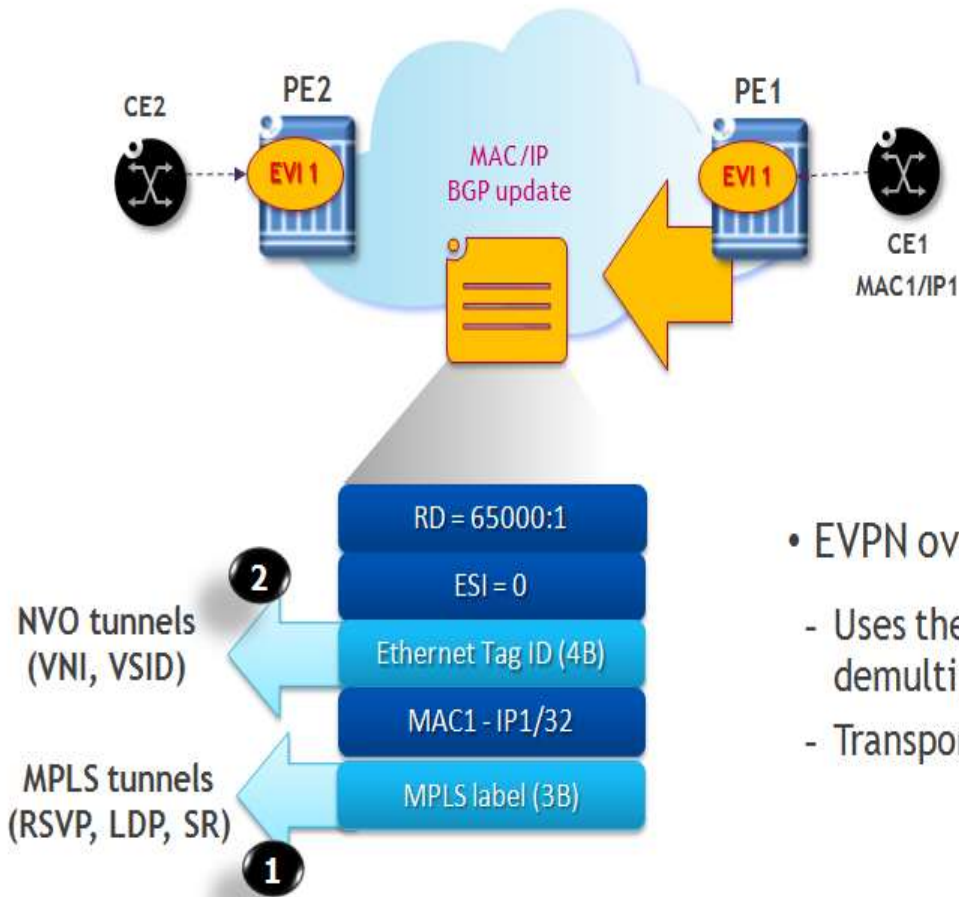 CE2
PE2
EVI 1
MAC/IP
BGP update
PE1
EVI 1
CE1
MAC1/IP1
RD = 65000:1
ESI = 0
Ethernet Tag ID (4B)
MAC1 - IP1/32
MPLS label (3B)
2
NVO tunnels
(VNI, VSID)
MPLS tunnels
(RSVP, LDP, SR)
1
• EVPN ov
- Uses the
demulti
- Transpor